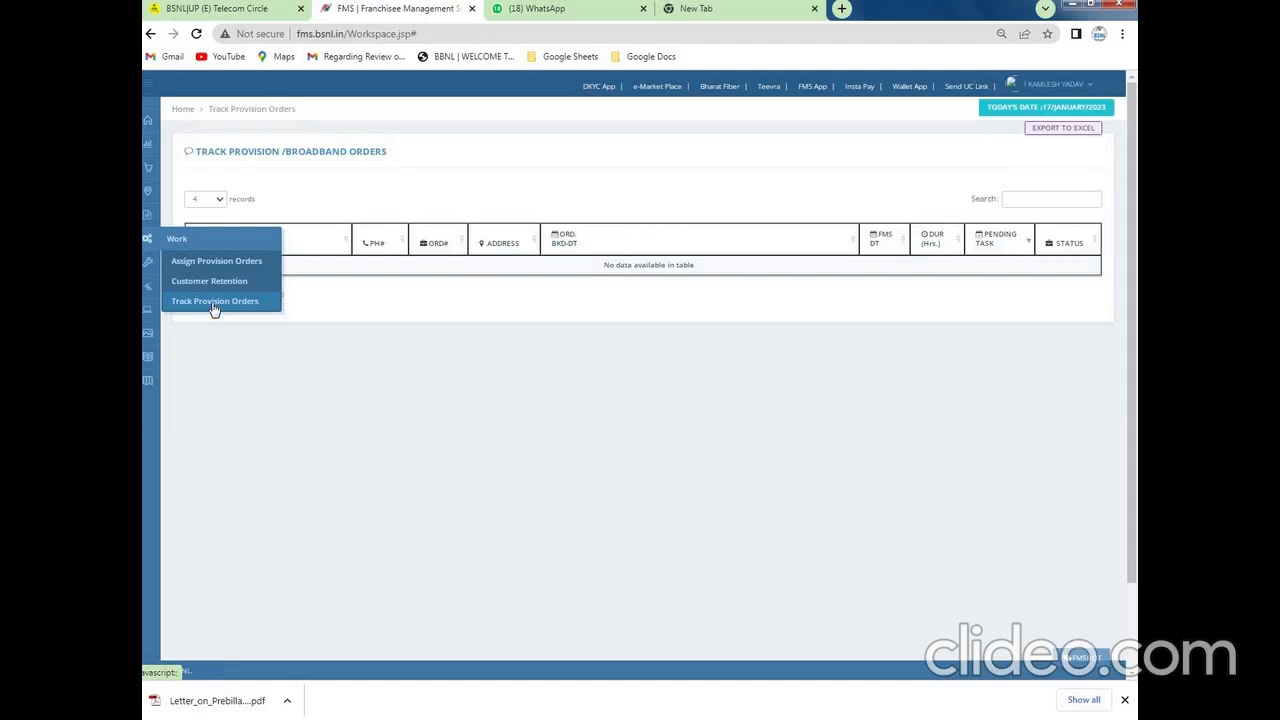 BSNL|UP (E) Telecom Circle
FMS | Franchisee Management S
(18) WhatsApp
New Tab
Not secure | fms.bsnl.in/Workspace.jsp#
Gmail
YouTube
Maps
Regarding Review o...
BBNL | WELCOME T...
Google Sheets
Google Docs
DKYC App | e-Market Place | Bharat Fiber | Teevra | FMS App | Insta Pay | Wallet App | Send UC Link | ! KAMLESH YADAV
Home > Track Provision Orders
TODAY'S DATE :17/JANUARY/2023
EXPORT TO EXCEL
TRACK PROVISION /BROADBAND ORDERS
4 records
Search:
PH#
ORD#
ADDRESS
ORD.
BKD-DT
FMS
DT
DUR
(Hrs.)
PENDING
TASK
STATUS
No data available in table
Work
Assign Provision Orders
Customer Retention
Track Provision Orders
clideo.com
NL.
avascript:;
Letter_on_Prebilla....pdf
Show all